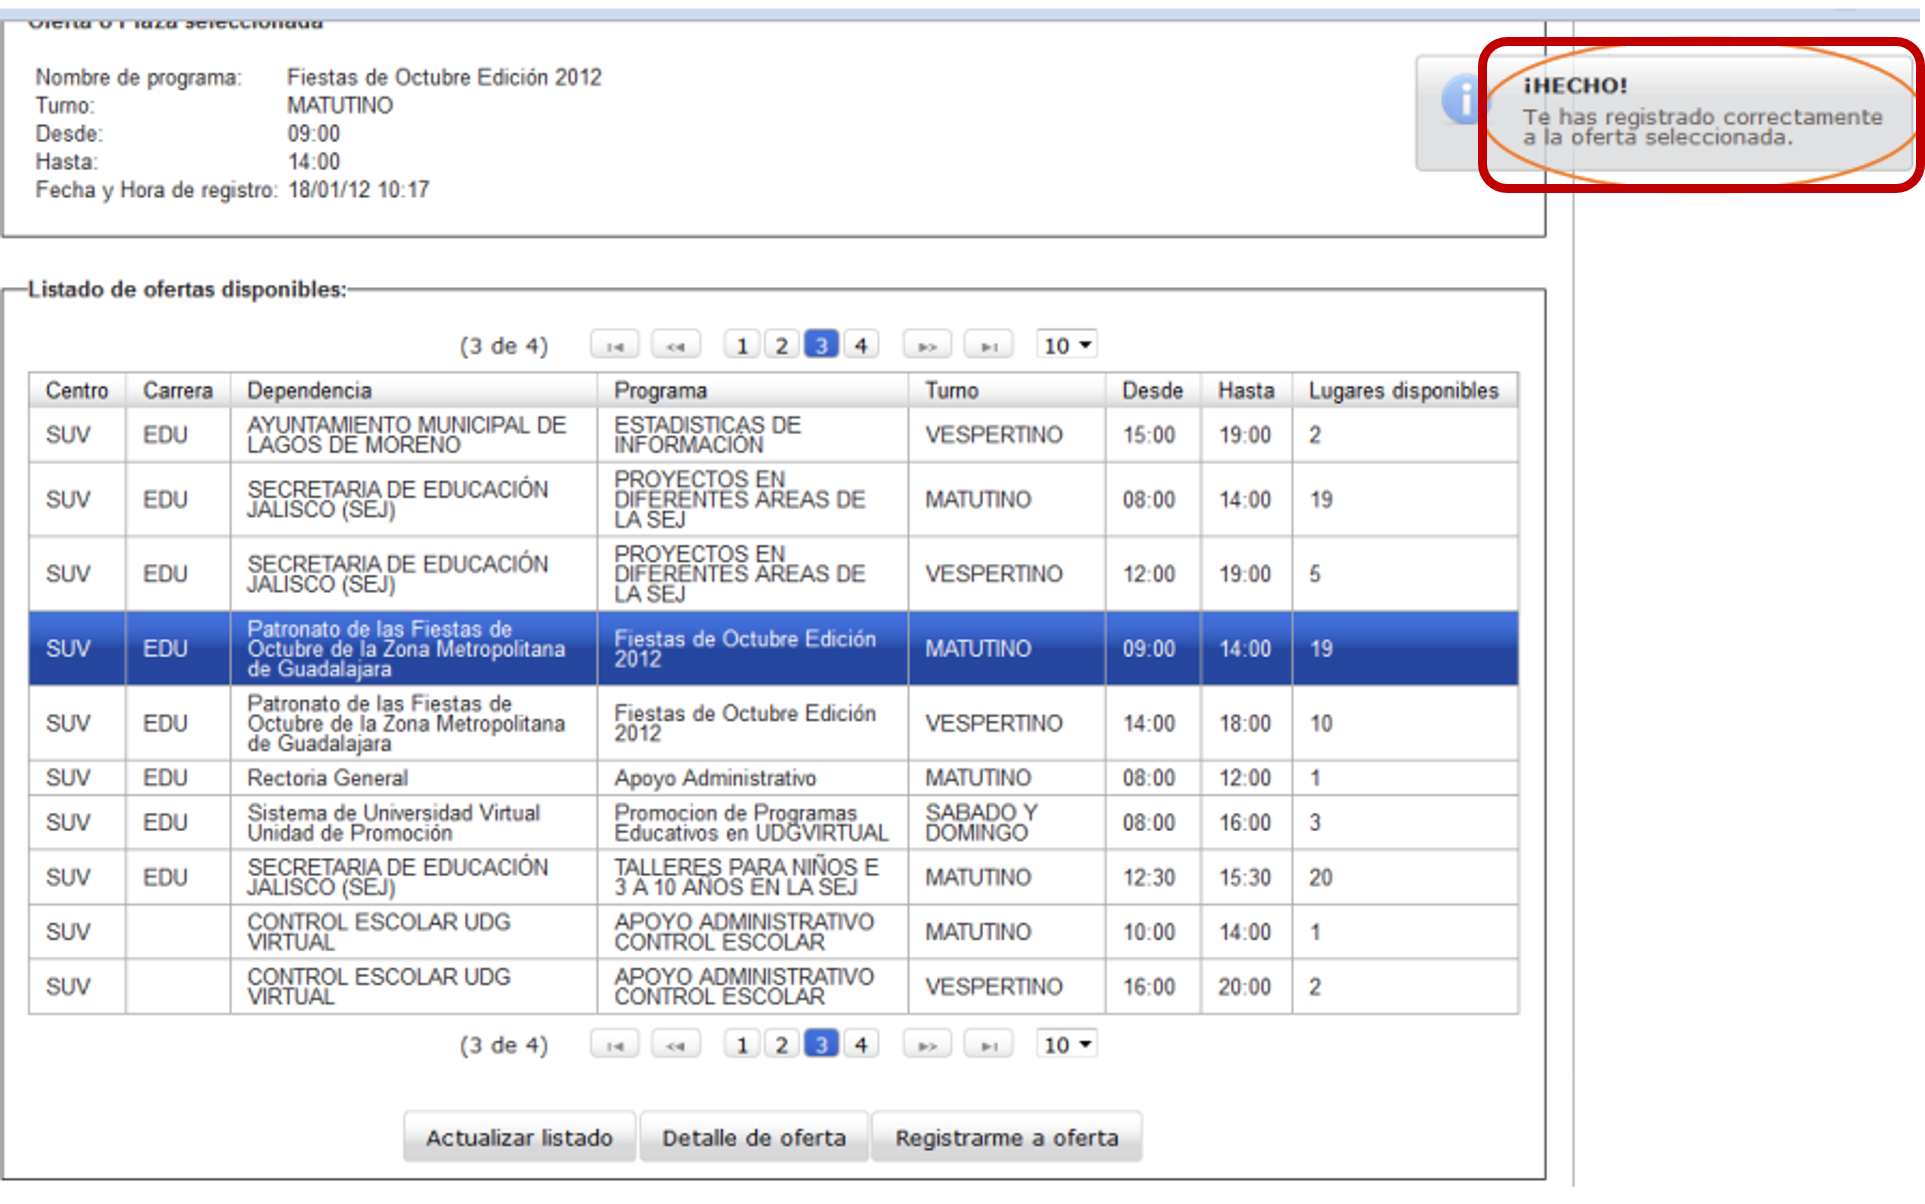 Oferta o Plaza seleccionada
Nombre de programa: Fiestas de Octubre Edición 2012
Turno: MATUTINO
Desde: 09:00
Hasta: 14:00
Fecha y Hora de registro: 18/01/12 10:17
¡HECHO!
Te has registrado correctamente
a la oferta seleccionada.
Listado de ofertas disponibles:
(3 de 4) 1 2 3 4 10
Centro Carrera Dependencia Programa Turno Desde Hasta Lugares disponibles
SUV EDU AYUNTAMIENTO MUNICIPAL DE LAGOS DE MORENO ESTADISTICAS DE INFORMACIÓN VESPERTINO 15:00 19:00 2
SUV EDU SECRETARIA DE EDUCACIÓN JALISCO (SEJ) PROYECTOS EN DIFERENTES AREAS DE LA SEJ MATUTINO 08:00 14:00 19
SUV EDU SECRETARIA DE EDUCACIÓN JALISCO (SEJ) PROYECTOS EN DIFERENTES AREAS DE LA SEJ VESPERTINO 12:00 19:00 5
SUV EDU Patronato de las Fiestas de Octubre de la Zona Metropolitana de Guadalajara Fiestas de Octubre Edición 2012 MATUTINO 09:00 14:00 19
SUV EDU Patronato de las Fiestas de Octubre de la Zona Metropolitana de Guadalajara Fiestas de Octubre Edición 2012 VESPERTINO 14:00 18:00 10
SUV EDU Rectoria General Apoyo Administrativo MATUTINO 08:00 12:00 1
SUV EDU Sistema de Universidad Virtual Unidad de Promoción Promocion de Programas Educativos en UDGVIRTUAL SABADO Y DOMINGO 08:00 16:00 3
SUV EDU SECRETARIA DE EDUCACIÓN JALISCO (SEJ) TALLERES PARA NIÑOS E 3 A 10 AÑOS EN LA SEJ MATUTINO 12:30 15:30 20
SUV CONTROL ESCOLAR UDG VIRTUAL APOYO ADMINISTRATIVO CONTROL ESCOLAR MATUTINO 10:00 14:00 1
SUV CONTROL ESCOLAR UDG VIRTUAL APOYO ADMINISTRATIVO CONTROL ESCOLAR VESPERTINO 16:00 20:00 2
(3 de 4) 1 2 3 4 10
Actualizar listado Detalle de oferta Registrarme a oferta